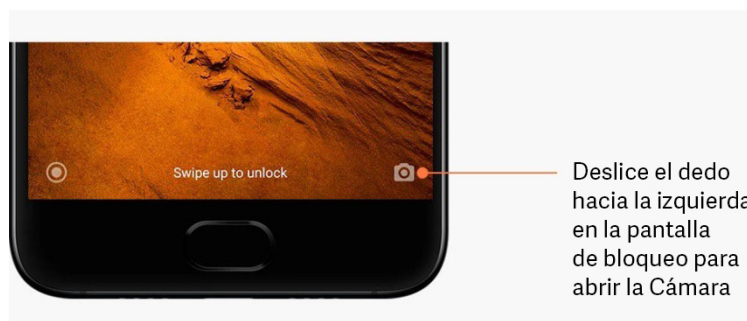 Swipe up to unlock
Deslice el dedo
hacia la izquierda
en la pantalla
de bloqueo para
abrir la Cámara